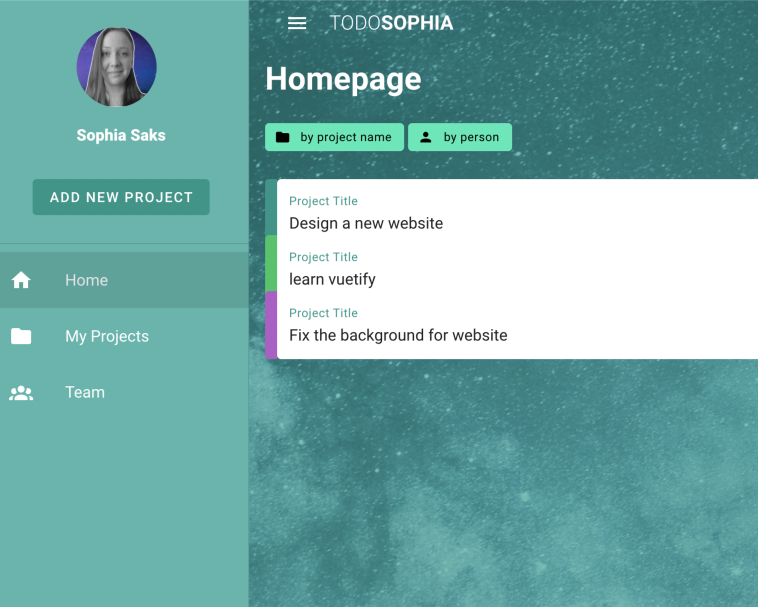 TODOSOPHIA
Sophia Saks
ADD NEW PROJECT
Home
My Projects
Team
Homepage
by project name
by person
Project Title
Design a new website
Project Title
learn vuetify
Project Title
Fix the background for website